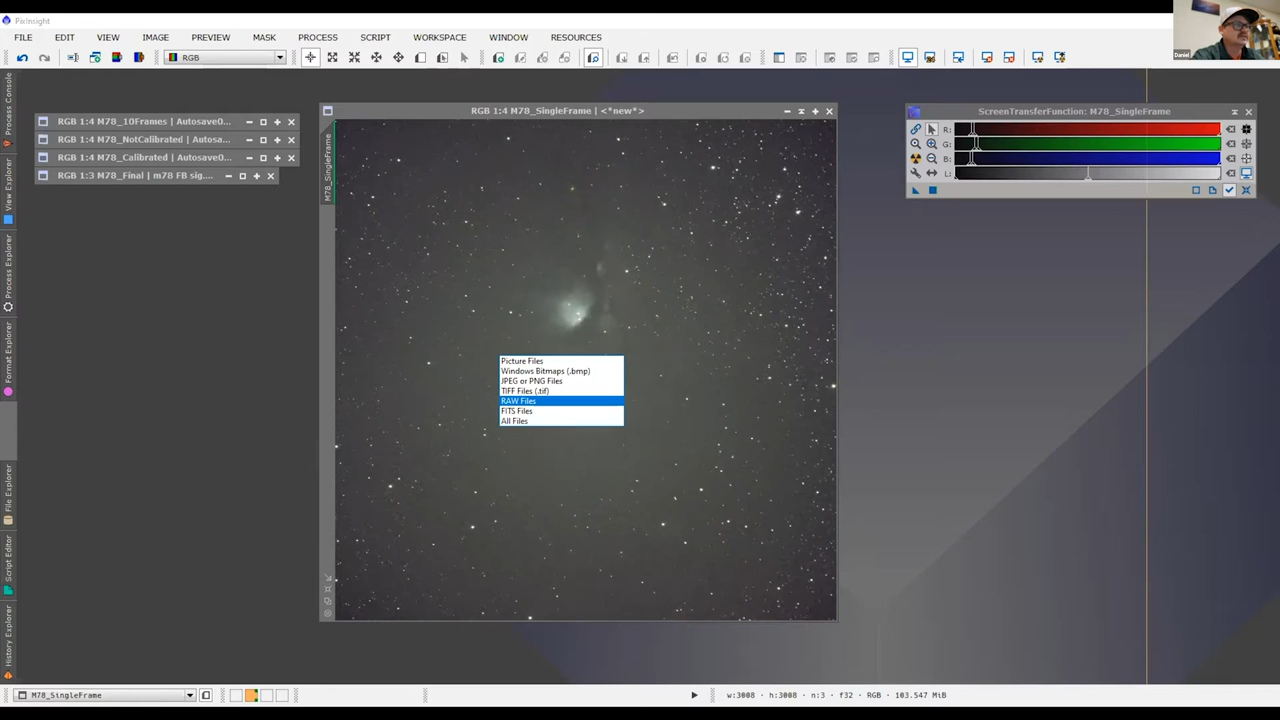 PixInsight
FILE EDIT VIEW IMAGE PREVIEW MASK PROCESS SCRIPT WORKSPACE WINDOW RESOURCES
RGB
Process Console
View Explorer
Process Explorer
Format Explorer
File Explorer
Script Editor
History Explorer
RGB 1:4 M78_10Frames | Autosave0...
RGB 1:4 M78_NotCalibrated | Autosa...
RGB 1:4 M78_Calibrated | Autosave0...
RGB 1:3 M78_Final | m78 FB sig....
RGB 1:4 M78_SingleFrame | <*new*>
M78_SingleFrame
Picture Files
Windows Bitmaps (.bmp)
JPEG or PNG Files
TIFF Files (.tif)
RAW Files
FITS Files
All Files
ScreenTransferFunction: M78_SingleFrame
R:
G:
B:
L:
Daniel
M78_SingleFrame
w:3008 · h:3008 · n:3 · f32 · RGB · 103.547 MiB